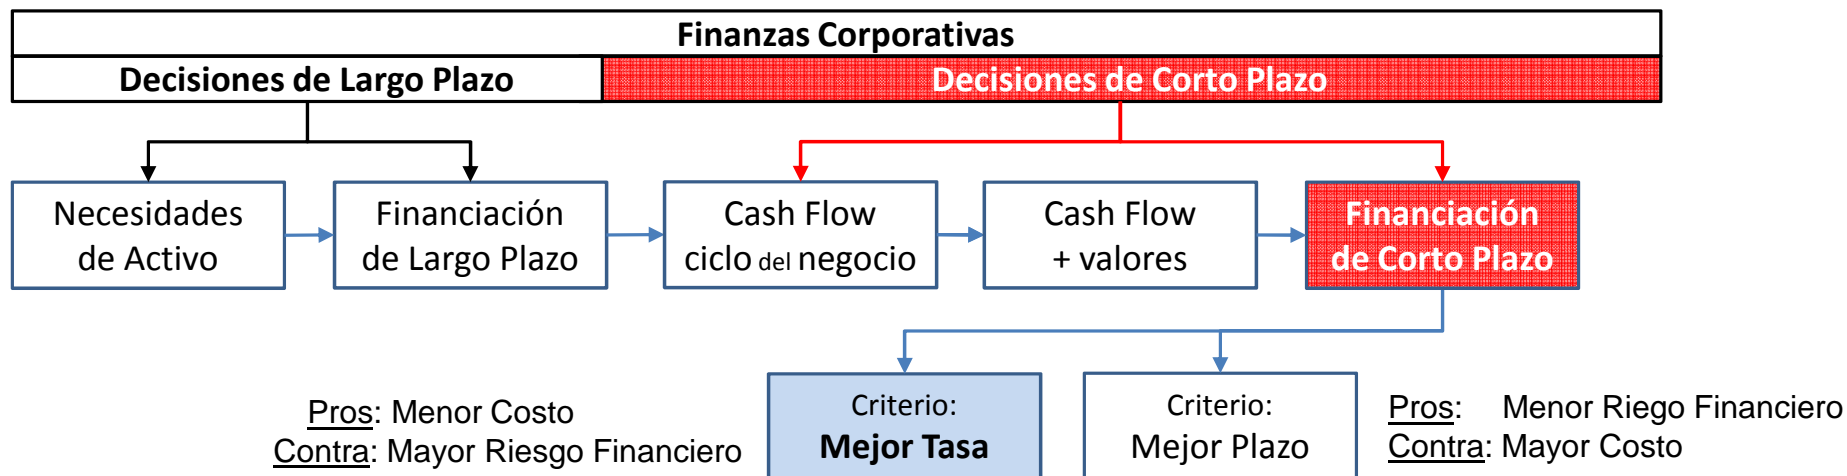 Finanzas Corporativas
Decisiones de Largo Plazo
Decisiones de Corto Plazo
Necesidades
de Activo
Financiación
de Largo Plazo
Cash Flow
ciclo del negocio
Cash Flow
+ valores
Financiación
de Corto Plazo
Pros: Menor Costo
Contra: Mayor Riesgo Financiero
Criterio:
Mejor Tasa
Criterio:
Mejor Plazo
Pros: Menor Riego Financiero
Contra: Mayor Costo